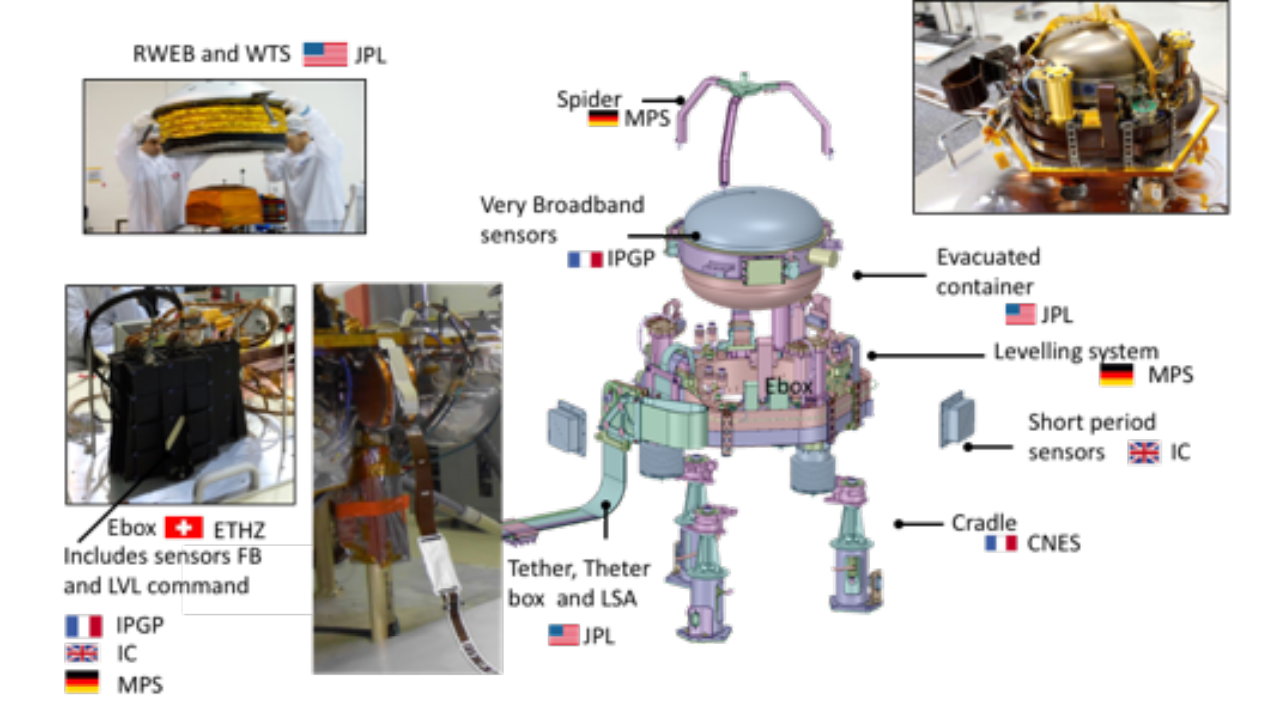 RWEB and WTS JPL
Spider
MPS
Very Broadband
sensors
IPGP
Evacuated
container
JPL
Levelling system
MPS
Ebox
Short period
sensors IC
Cradle
CNES
Ebox ETHZ
Includes sensors FB
and LVL command
IPGP
IC
MPS
Tether, Theter
box and LSA
JPL